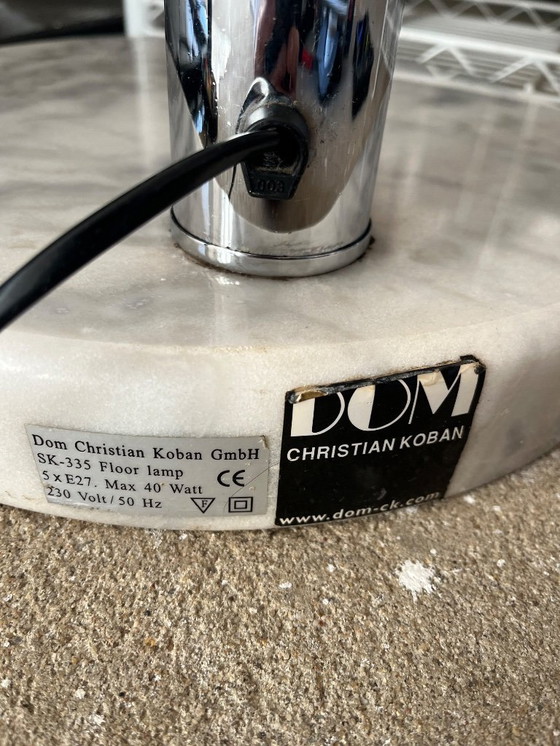 Dom Christian Koban GmbH
SK-335 Floor lamp
5 x E27. Max 40 Watt
230 Volt/50 Hz
CE
F
DOM
CHRISTIAN KOBAN
www.dom-ck.com